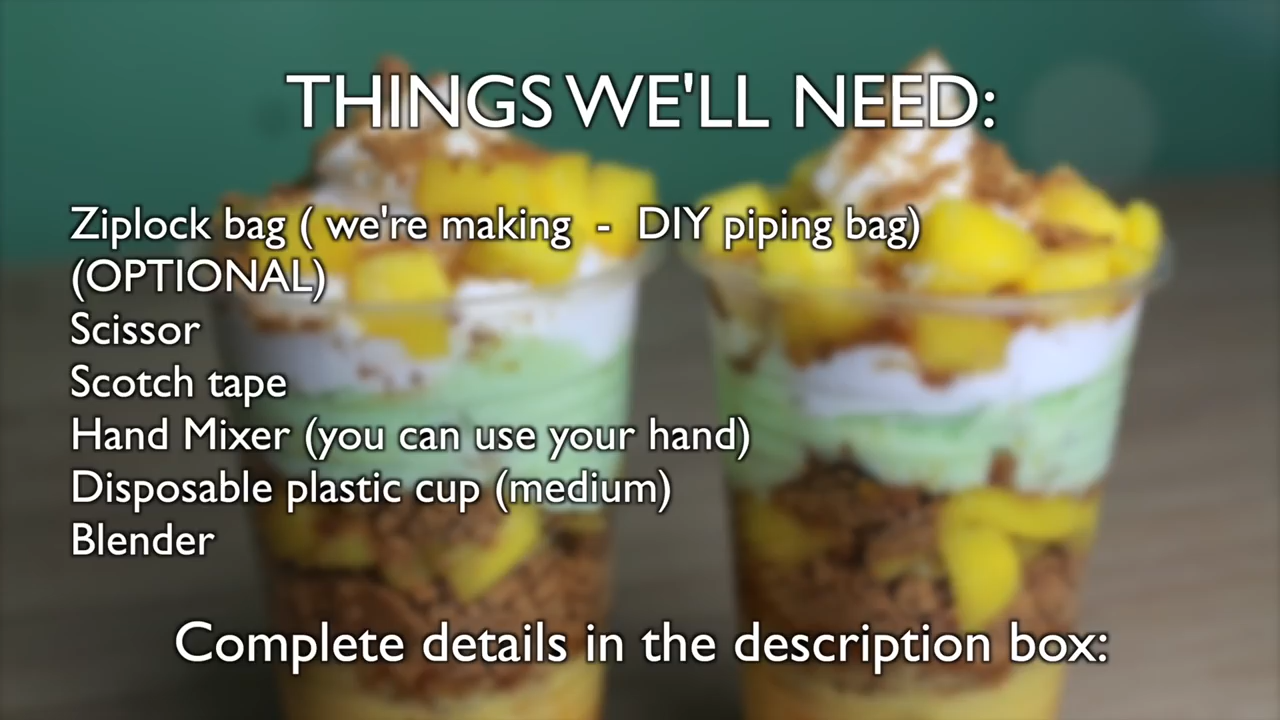 THINGS WE'LL NEED:
Ziplock bag ( we're making  -  DIY piping bag)
(OPTIONAL)
Scissor
Scotch tape
Hand Mixer (you can use your hand)
Disposable plastic cup (medium)
Blender
Complete details in the description box: